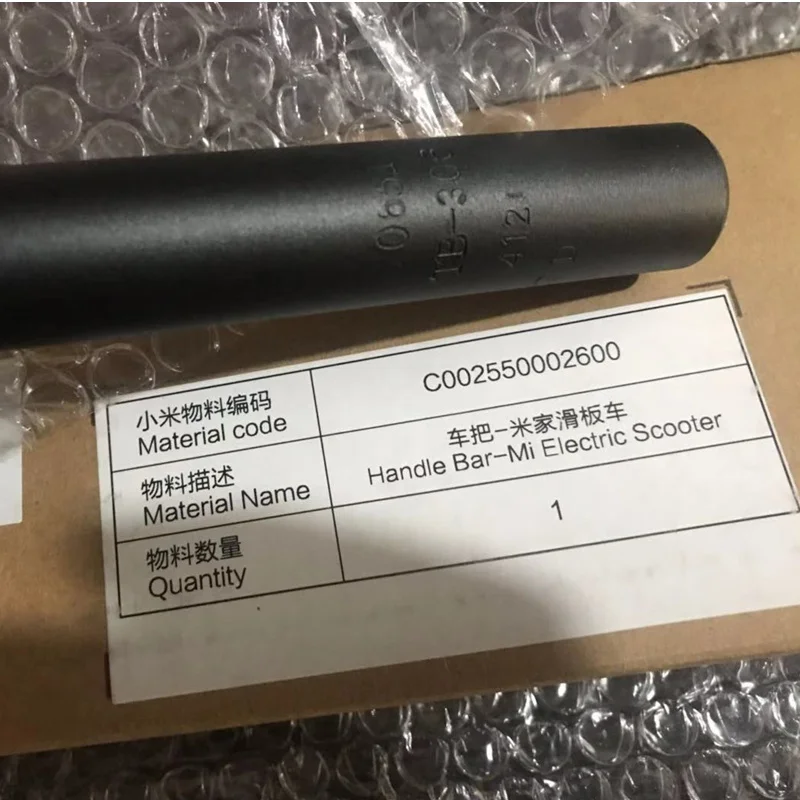 小米物料编码
Material code
C002550002600
物料描述
Material Name
车把-米家滑板车
Handle Bar-Mi Electric Scooter
物料数量
Quantity
1